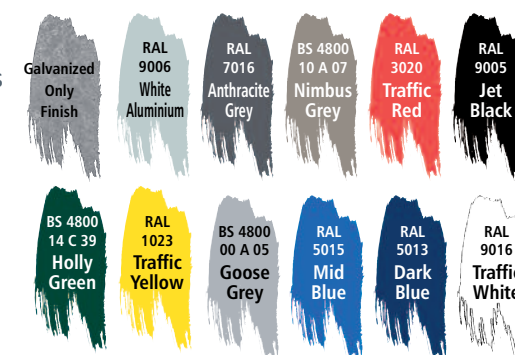 Galvanized
Only
Finish
RAL
9006
White
Aluminium
RAL
7016
Anthracite
Grey
BS 4800
10 A 07
Nimbus
Grey
RAL
3020
Traffic
Red
RAL
9005
Jet
Black
BS 4800
14 C 39
Holly
Green
RAL
1023
Traffic
Yellow
BS 4800
00 A 05
Goose
Grey
RAL
5015
Mid
Blue
RAL
5013
Dark
Blue
RAL
9016
Traffic
White